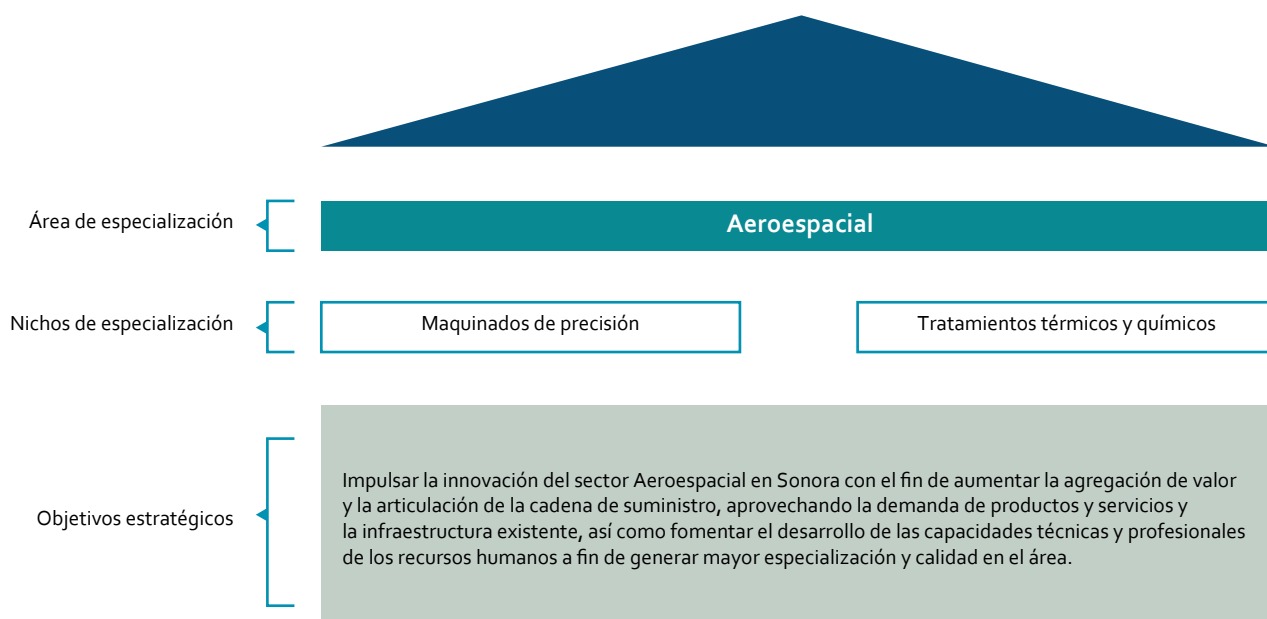 Área de especialización
Aeroespacial
Nichos de especialización
Maquinados de precisión
Tratamientos térmicos y químicos
Objetivos estratégicos
Impulsar la innovación del sector Aeroespacial en Sonora con el fin de aumentar la agregación de valor
y la articulación de la cadena de suministro, aprovechando la demanda de productos y servicios y
la infraestructura existente, así como fomentar el desarrollo de las capacidades técnicas y profesionales
de los recursos humanos a fin de generar mayor especialización y calidad en el área.